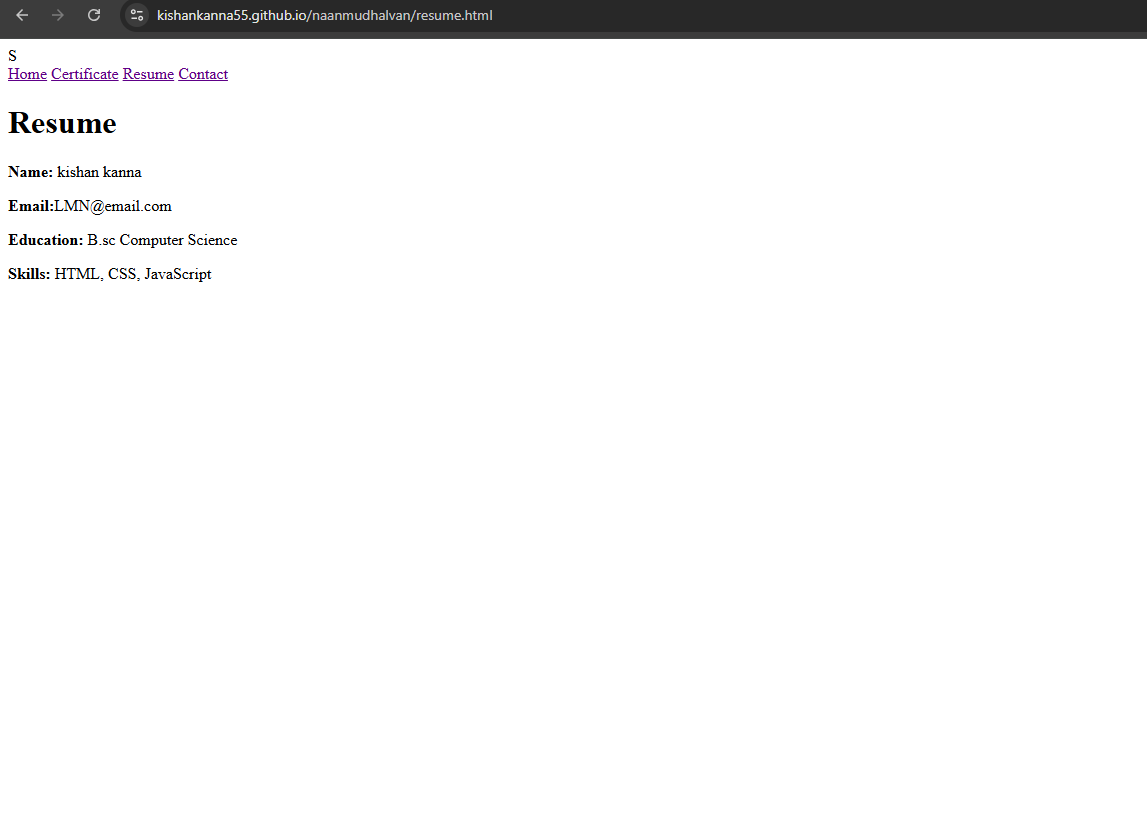 kishankanna55.github.io/naanmudhalvan/resume.html
S
Home Certificate Resume Contact
Resume
Name: kishan kanna
Email:LMN@email.com
Education: B.sc Computer Science
Skills: HTML, CSS, JavaScript